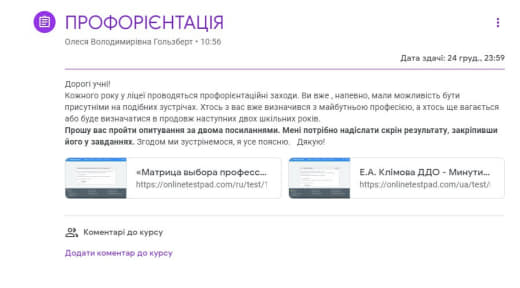 ПРОФОРІЄНТАЦІЯ
Олеся Володимирівна Гользберт • 10:56
Дата здачі: 24 груд., 23:59
Дорогі учні!
Кожного року у ліцеї проводяться профорієнтаційні заходи. Ви вже , напевно, мали можливість бути
присутніми на подібних зустрічах. Хтось з вас вже визначився з майбутньою професією, а хтось ще вагається
або буде визначатися в продовж наступних двох шкільних років.
Прошу вас пройти опитування за двома посиланнями. Мені потрібно надіслати скрін результату, закріпивши
його у завданнях. Згодом ми зустрінемося, я усе поясню. Дякую!
«Матрица выбора професс...
https://onlinetestpad.com/ru/test/1
Е.А. Клімова ДДО - Минути...
https://onlinetestpad.com/ua/test/
Коментарі до курсу
Додати коментар до курсу